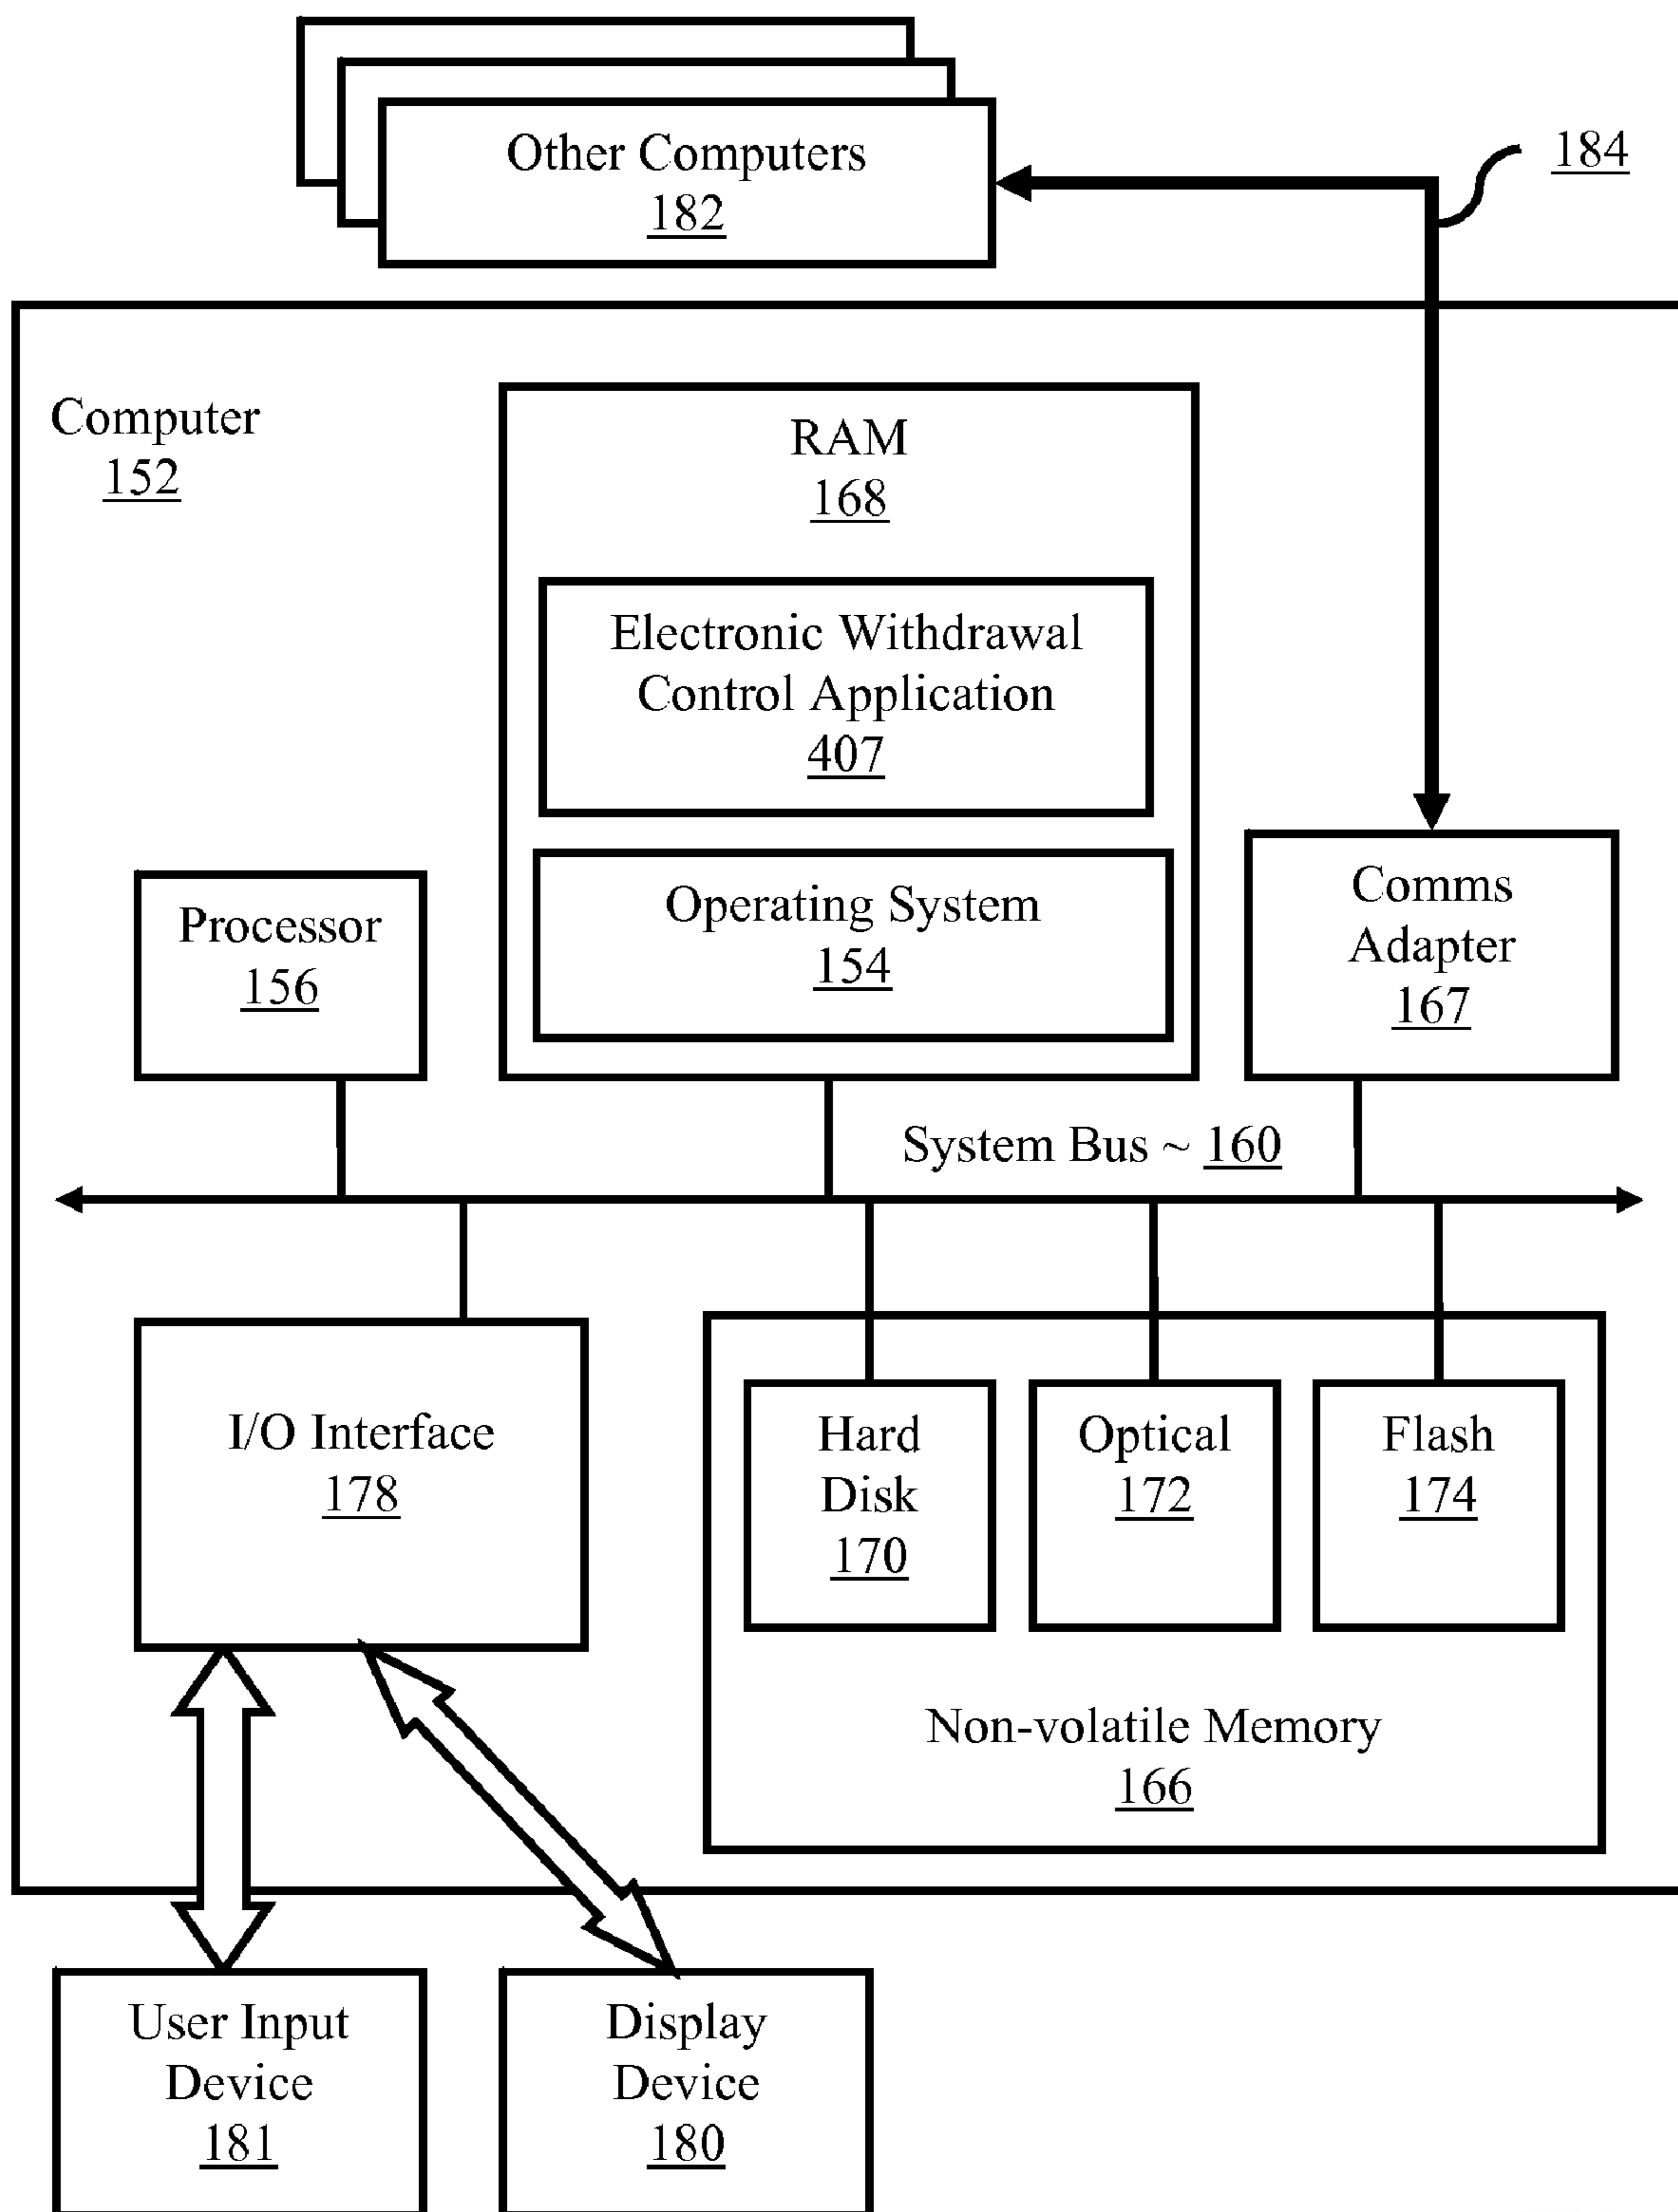 Other Computers
182
184
Computer
152
RAM
168
Electronic Withdrawal
Control Application
407
Operating System
154
Processor
156
Comms
Adapter
167
System Bus ~ 160
I/O Interface
178
Hard
Disk
170
Optical
172
Flash
174
Non-volatile Memory
166
User Input
Device
181
Display
Device
180